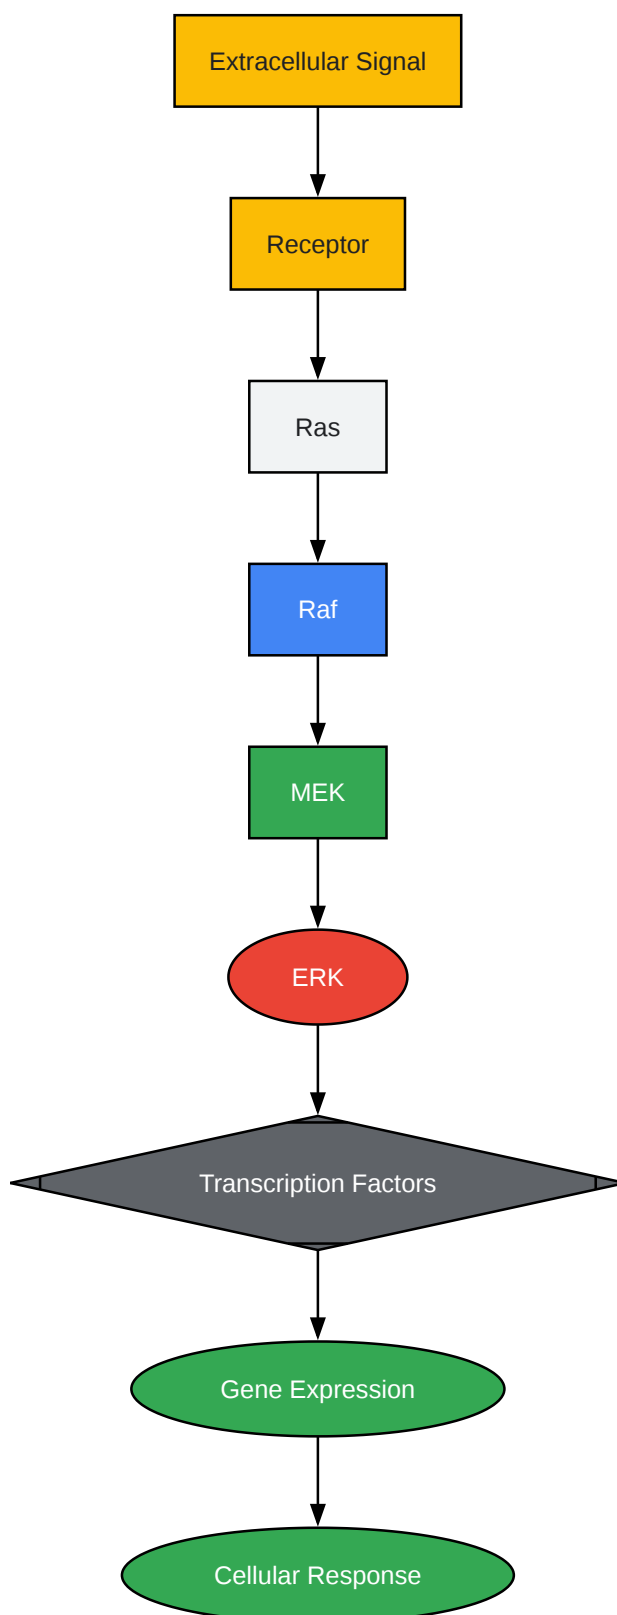 Extracellular Signal
Receptor
Ras
Raf
MEK
ERK
Transcription Factors
Gene Expression
Cellular Response